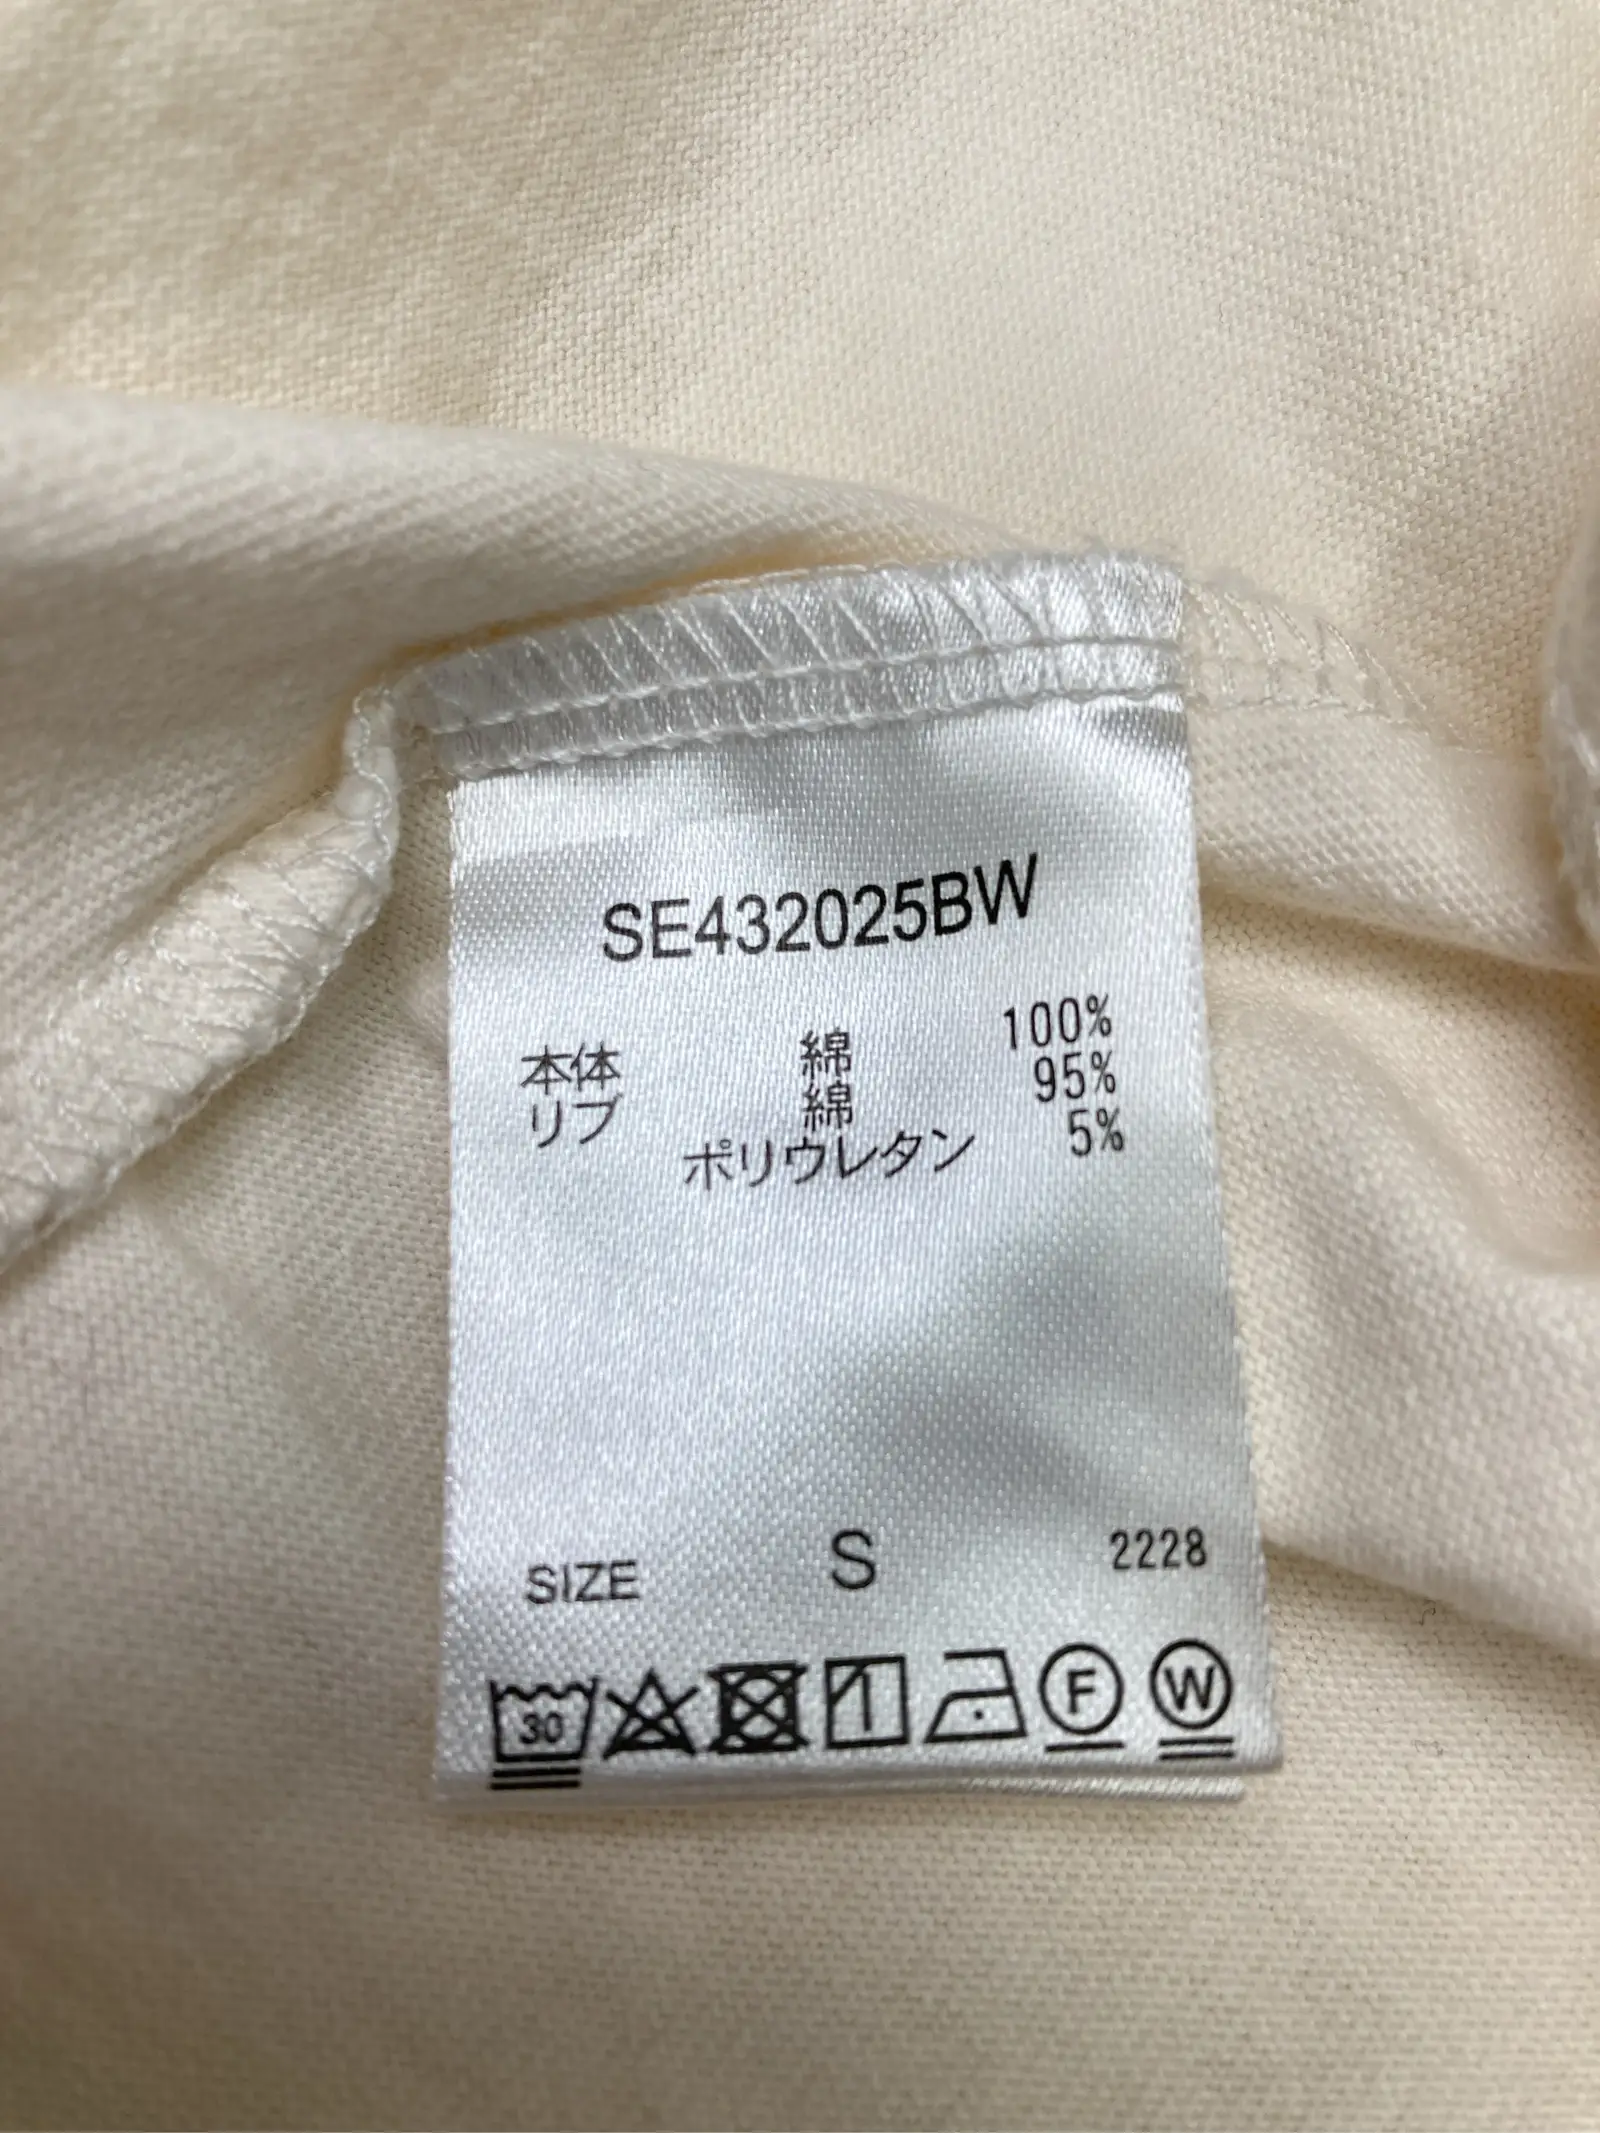 SE432025BW
本体 綿 100%
リブ 綿 95%
ポリウレタン 5%
SIZE S 2228
30 F W